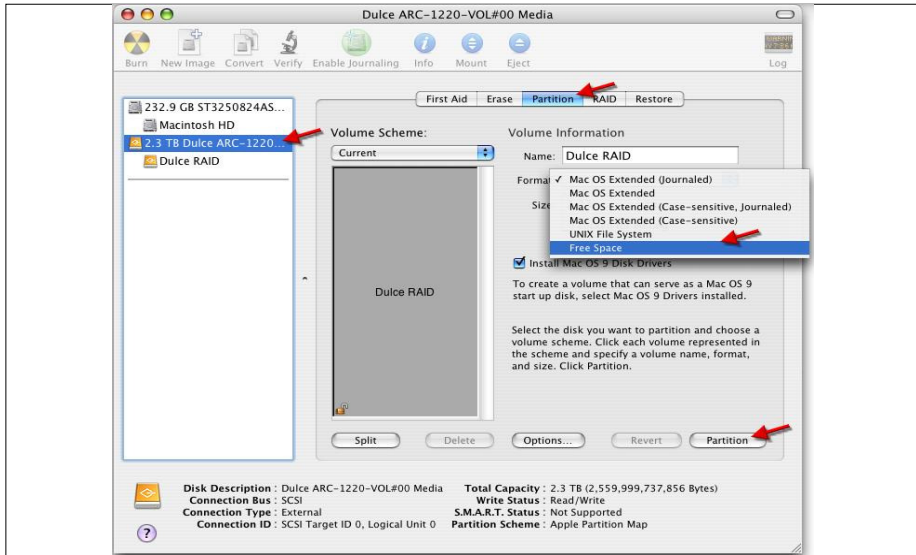 Dulce ARC-1220-VOL#00 Media
Burn New Image Convert Verify Enable Journaling Info Mount Eject Log
First Aid Erase Partition RAID Restore
232.9 GB ST3250824AS...
Macintosh HD
2.3 TB Dulce ARC-1220...
Dulce RAID
Volume Scheme:
Current
Dulce RAID
Volume Information
Name: Dulce RAID
Format
✓ Mac OS Extended (Journaled)
Mac OS Extended
Mac OS Extended (Case-sensitive, Journaled)
Mac OS Extended (Case-sensitive)
UNIX File System
Free Space
Size
Install Mac OS 9 Disk Drivers
To create a volume that can serve as a Mac OS 9
start up disk, select Mac OS 9 Drivers installed.
Select the disk you want to partition and choose a
volume scheme. Click each volume represented in
the scheme and specify a volume name, format,
and size. Click Partition.
Split Delete Options... Revert Partition
Disk Description : Dulce ARC-1220-VOL#00 Media
Connection Bus : SCSI
Connection Type : External
Connection ID : SCSI Target ID 0, Logical Unit 0
Total Capacity : 2.3 TB (2,559,999,737,856 Bytes)
Write Status : Read/Write
S.M.A.R.T. Status : Not Supported
Partition Scheme : Apple Partition Map
?